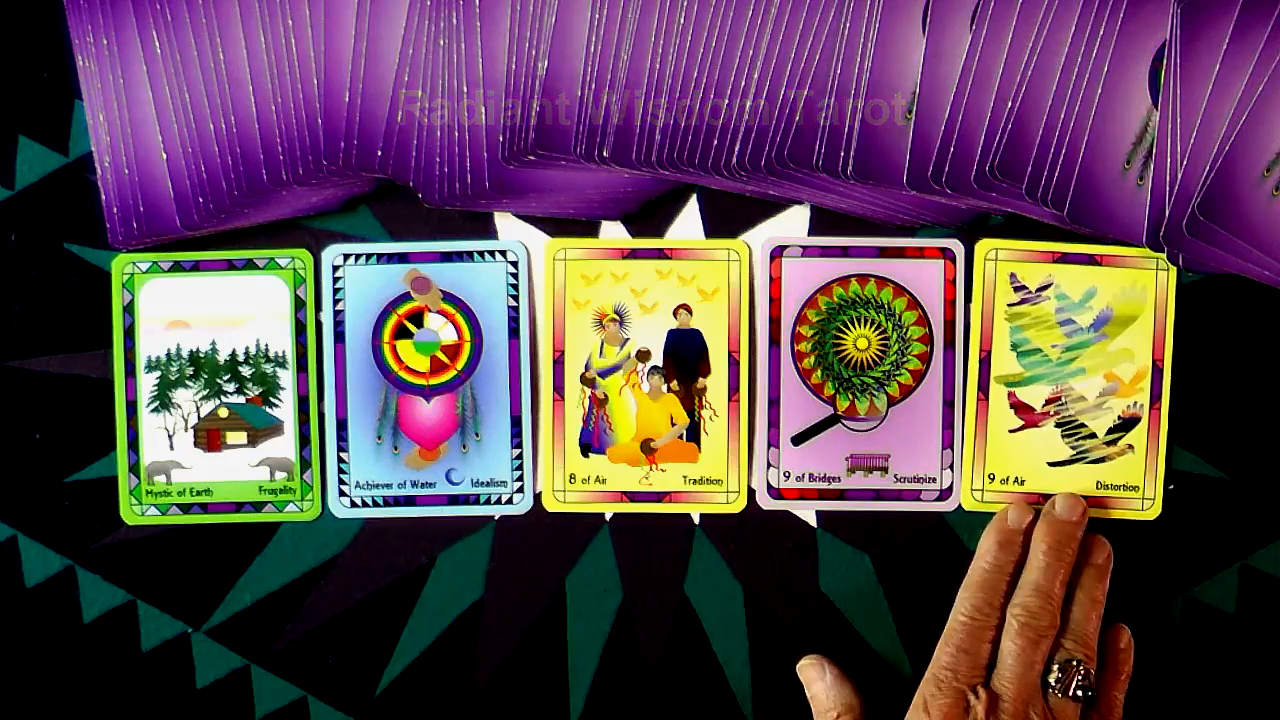 Radiant Wisdom Tarot
Mystic of Earth Frugality
Achiever of Water Idealism
8 of Air Tradition
9 of Bridges Scrutinize
9 of Air Distortion